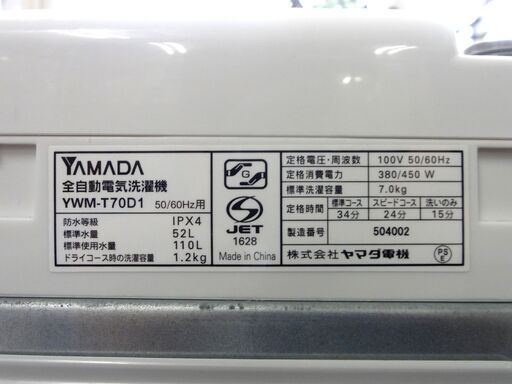 YAMADA
全自動電気洗濯機
YWM-T70D1 50/60Hz用
防水等級 IPX4
標準水量 52L
標準使用水量 110L
ドライコース時の洗濯容量 1.2kg
G
S
JET
1628
Made in China
定格電圧・周波数 100V 50/60Hz
定格消費電力 380/450 W
標準洗濯容量 7.0kg
目安時間 標準コース スピードコース 洗いのみ
34分 24分 15分
製造番号 504002
株式会社ヤマダ電機
PS
E